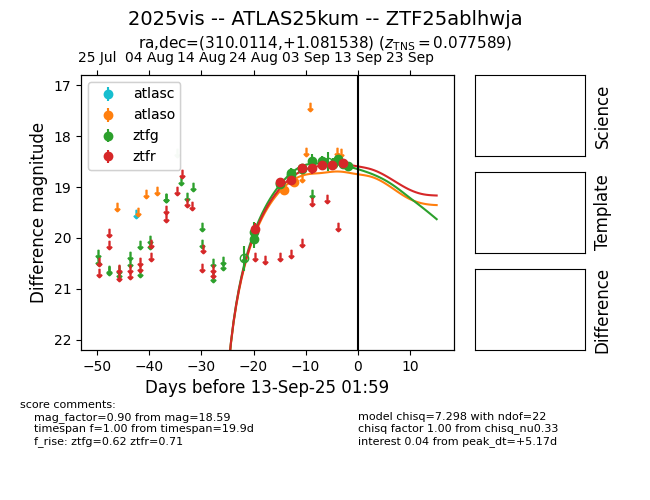 2025vis -- ATLAS25kum -- ZTF25ablhwja
ra,dec=(310.0114,+1.081538) (z_TNS = 0.077589)
25 Jul 04 Aug 14 Aug 24 Aug 03 Sep 13 Sep 23 Sep
atlasc
atlaso
ztfg
ztfr
17
18
19
20
21
22
Difference magnitude
−50 −40 −30 −20 −10 0 10
Days before 13-Sep-25 01:59
Science
Template
Difference
score comments:
mag_factor=0.90 from mag=18.59
timespan f=1.00 from timespan=19.9d
f_rise: ztfg=0.62 ztfr=0.71
model chisq=7.298 with ndof=22
chisq factor 1.00 from chisq_nu0.33
interest 0.04 from peak_dt=+5.17d